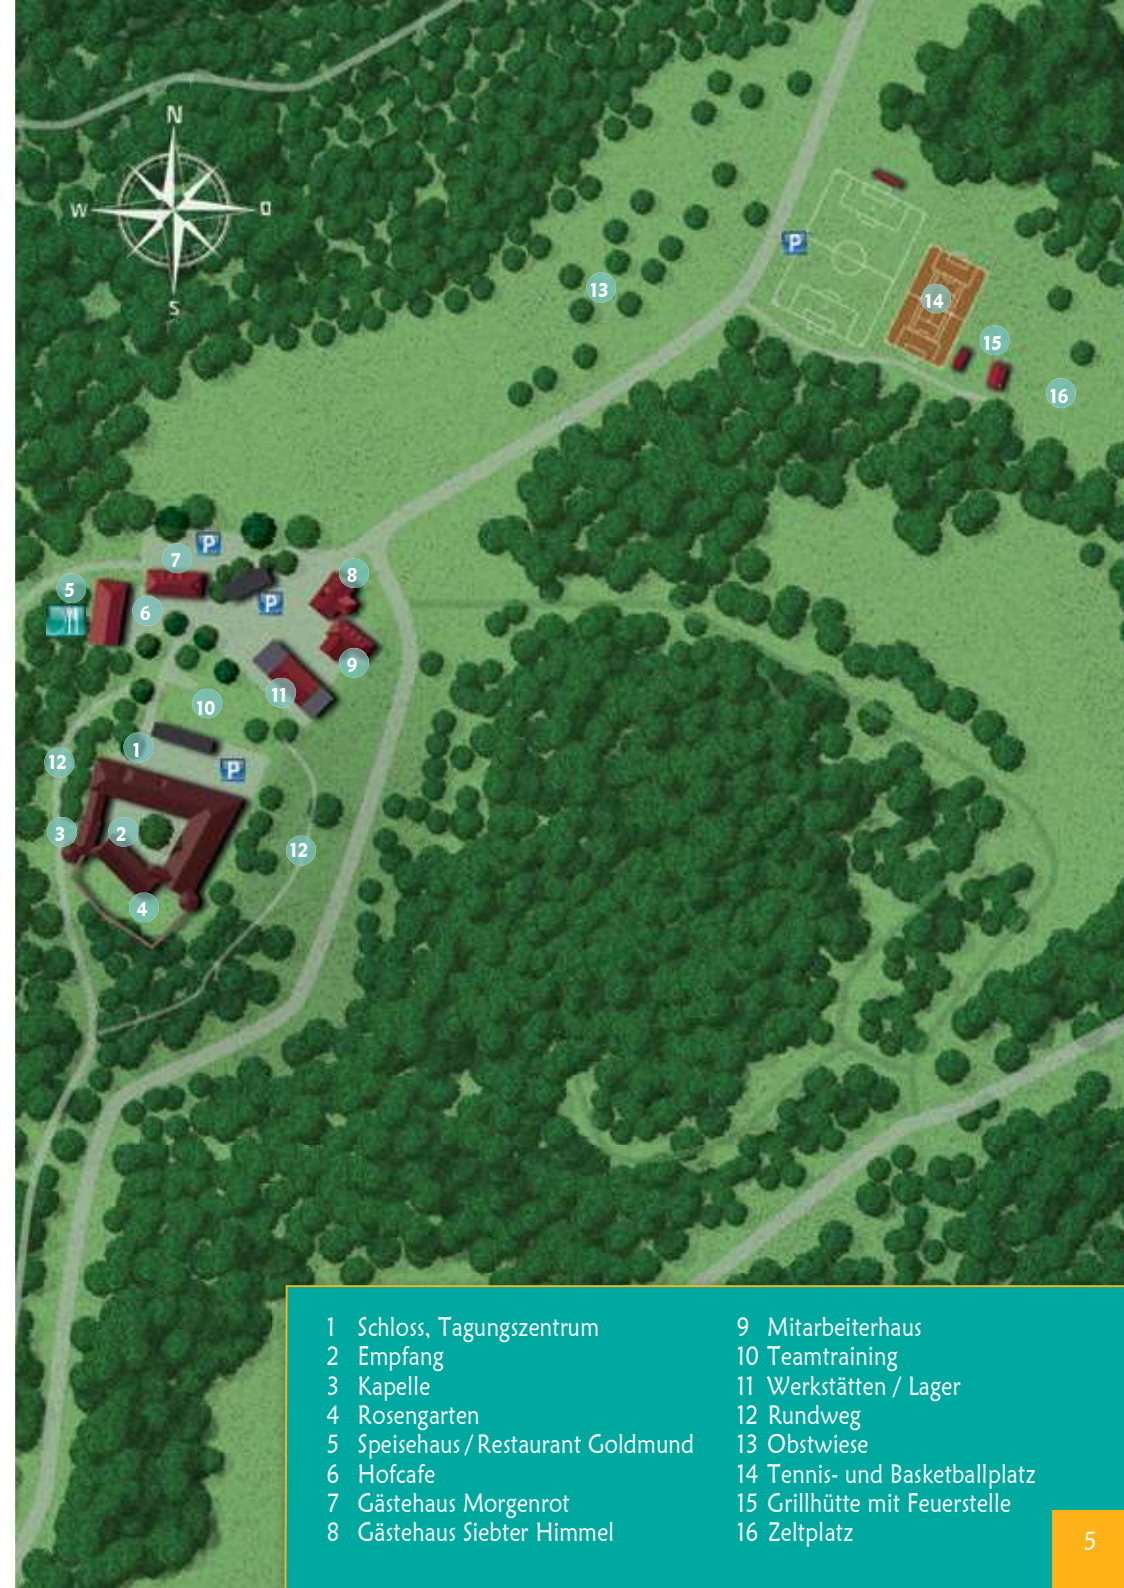 N
W
O
S
P
13
14
15
16
P
7
5
6
8
P
9
11
10
1
12
P
3
2
12
4
1 Schloss, Tagungszentrum
2 Empfang
3 Kapelle
4 Rosengarten
5 Speisehaus / Restaurant Goldmund
6 Hofcafe
7 Gästehaus Morgenrot
8 Gästehaus Siebter Himmel
9 Mitarbeiterhaus
10 Teamtraining
11 Werkstätten / Lager
12 Rundweg
13 Obstwiese
14 Tennis- und Basketballplatz
15 Grillhütte mit Feuerstelle
16 Zeltplatz
5